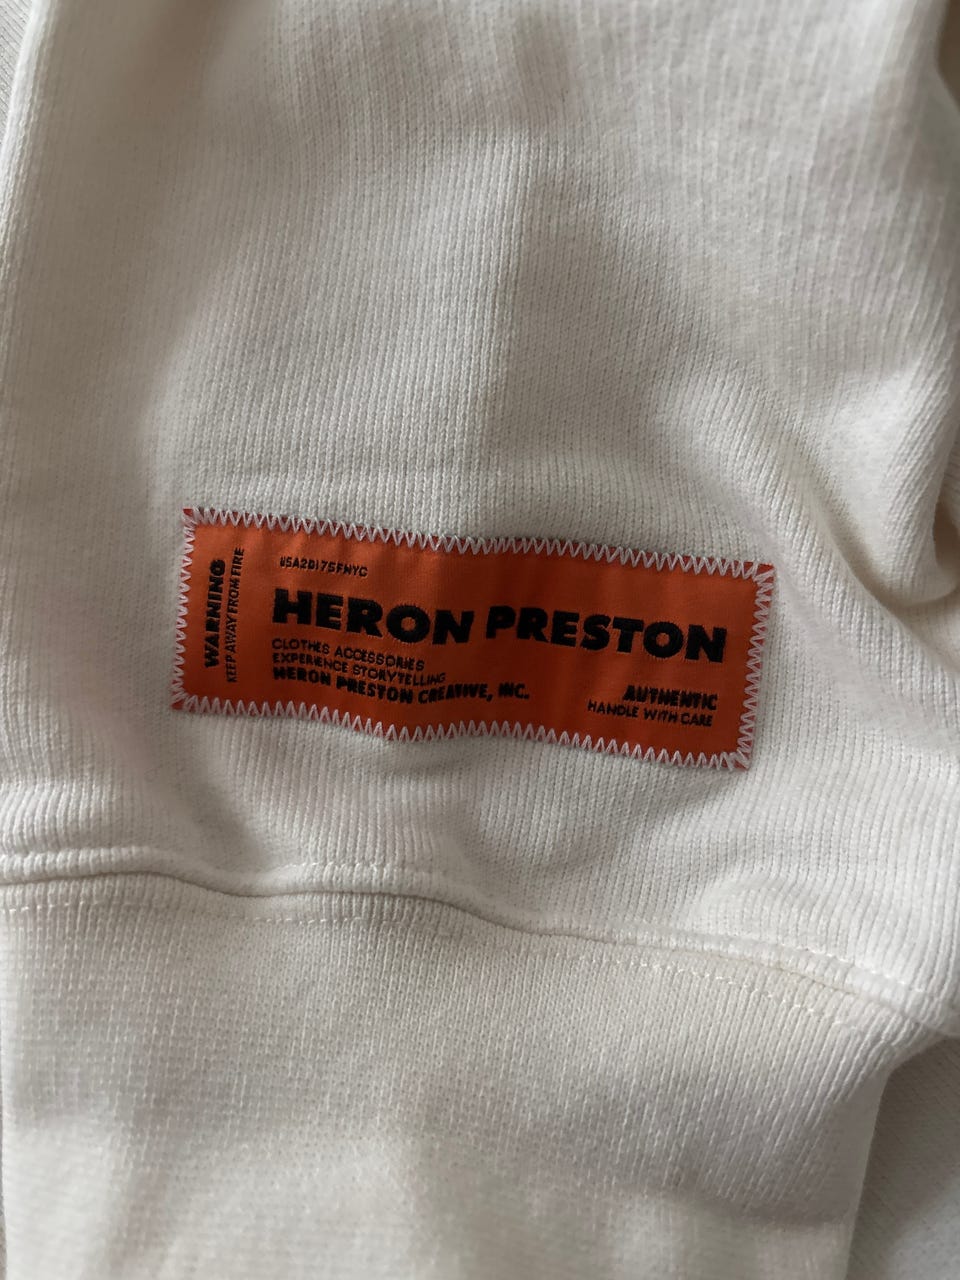 WARNING
KEEP AWAY FROM FIRE
USA20175FNYC
HERON PRESTON
CLOTHES ACCESSORIES
EXPERIENCE STORYTELLING
HERON PRESTON CREATIVE, INC.
AUTHENTIC
HANDLE WITH CARE